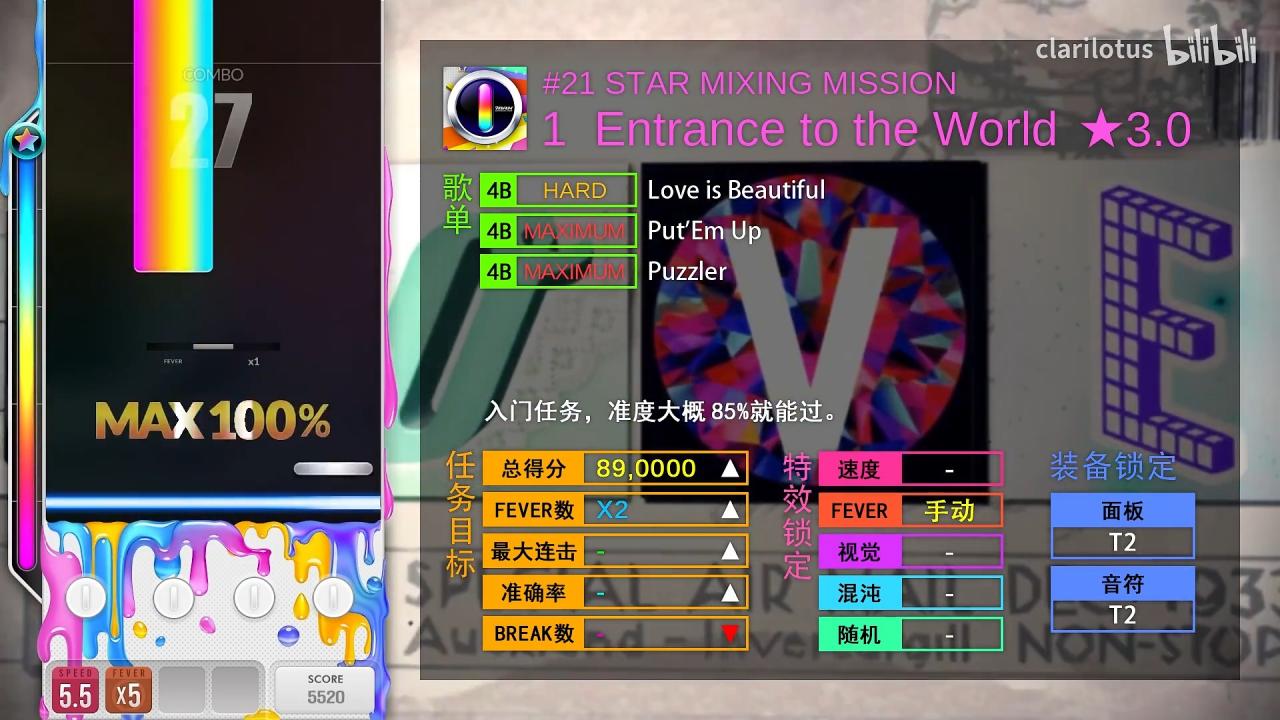 clarilotus bilibili
COMBO
27
FEVER x1
MAX 100%
SPEED 5.5
FEVER X5
SCORE
5520
#21 STAR MIXING MISSION
1 Entrance to the World ★3.0
歌单
4B HARD Love is Beautiful
4B MAXIMUM Put'Em Up
4B MAXIMUM Puzzler
V E
入门任务，准度大概 85%就能过。
任务目标
总得分 89,0000 ▲
FEVER数 X2 ▲
最大连击 - ▲
准确率 - ▲
BREAK数 - ▼
特效锁定
速度 -
FEVER 手动
视觉 -
混沌 -
随机 -
装备锁定
面板
T2
音符
T2
NON-STOP